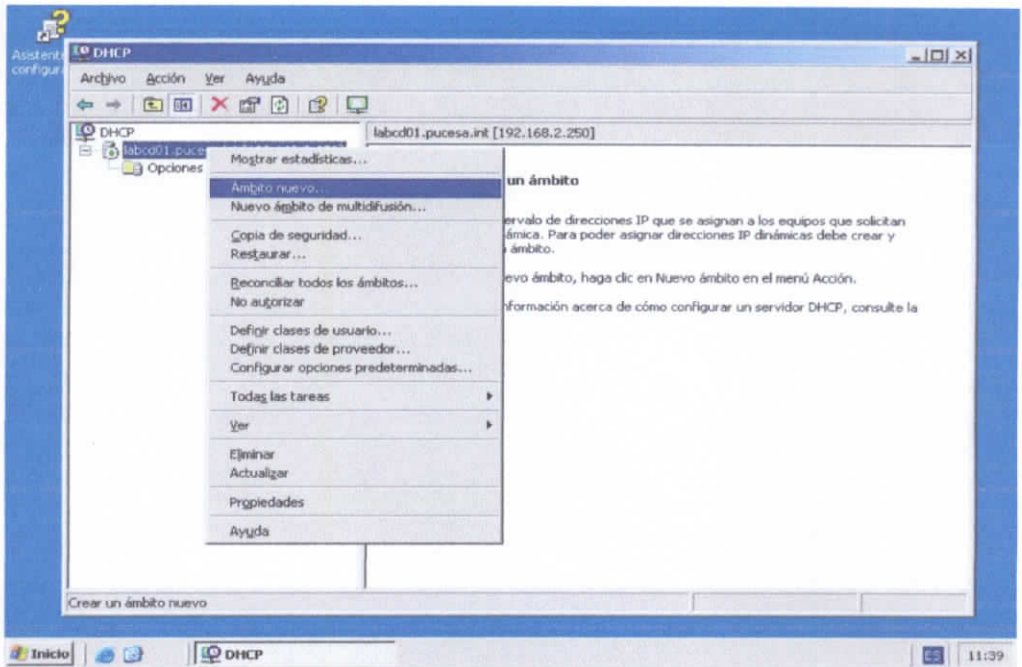 Asistent
configur
DHCP
Archivo Acción Ver Ayuda
DHCP
labcd01.puce
Opciones
labcd01.pucesa.int [192.168.2.250]
Mostrar estadísticas...
Ámbito nuevo...
Nuevo ámbito de multidifusión...
Copia de seguridad...
Restaurar...
Reconciliar todos los ámbitos...
No autorizar
Definir clases de usuario...
Definir clases de proveedor...
Configurar opciones predeterminadas...
Todas las tareas
Ver
Eliminar
Actualizar
Propiedades
Ayuda
un ámbito
ervalo de direcciones IP que se asignan a los equipos que solicitan
ámica. Para poder asignar direcciones IP dinámicas debe crear y
ámbito.
evo ámbito, haga clic en Nuevo ámbito en el menú Acción.
nformación acerca de cómo configurar un servidor DHCP, consulte la
Crear un ámbito nuevo
Inicio
DHCP
ES
11:39